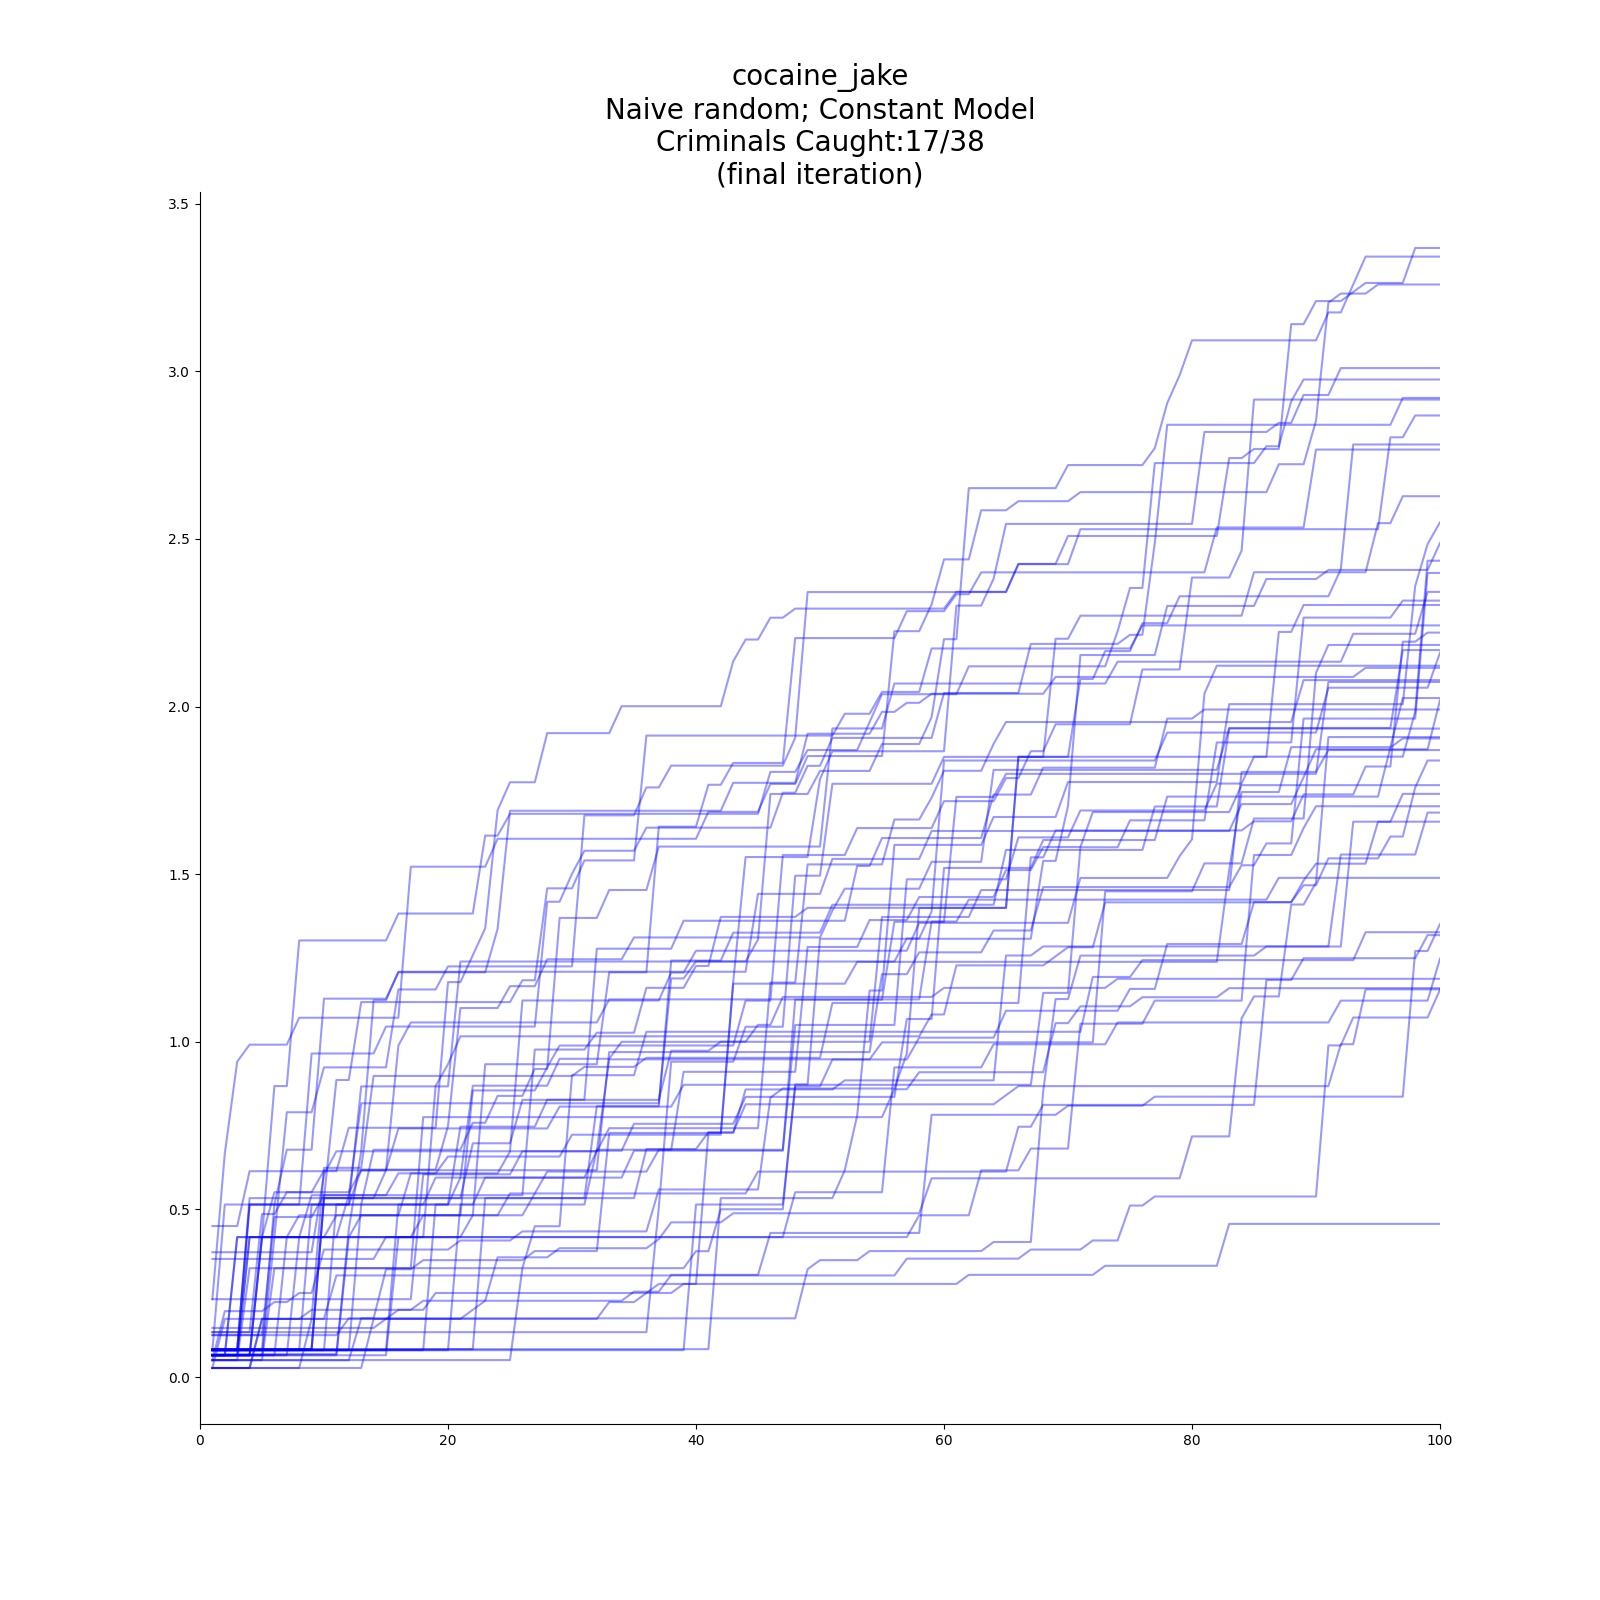 cocaine_jake
Naive random; Constant Model
Criminals Caught:17/38
(final iteration)
3.5
3.0
2.5
2.0
1.5
1.0
0.5
0.0
0 20 40 60 80 100